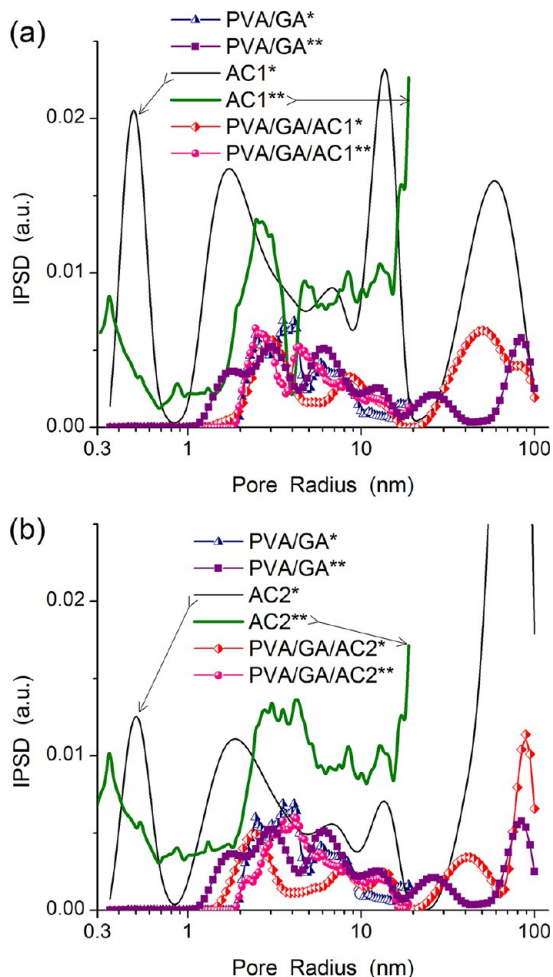 (a)
PVA/GA*
PVA/GA**
AC1*
AC1**
PVA/GA/AC1*
PVA/GA/AC1**
0.02
0.01
0.00
IPSD (a.u.)
0.3 1 10 100
Pore Radius (nm)
(b)
PVA/GA*
PVA/GA**
AC2*
AC2**
PVA/GA/AC2*
PVA/GA/AC2**
0.02
0.01
0.00
IPSD (a.u.)
0.3 1 10 100
Pore Radius (nm)